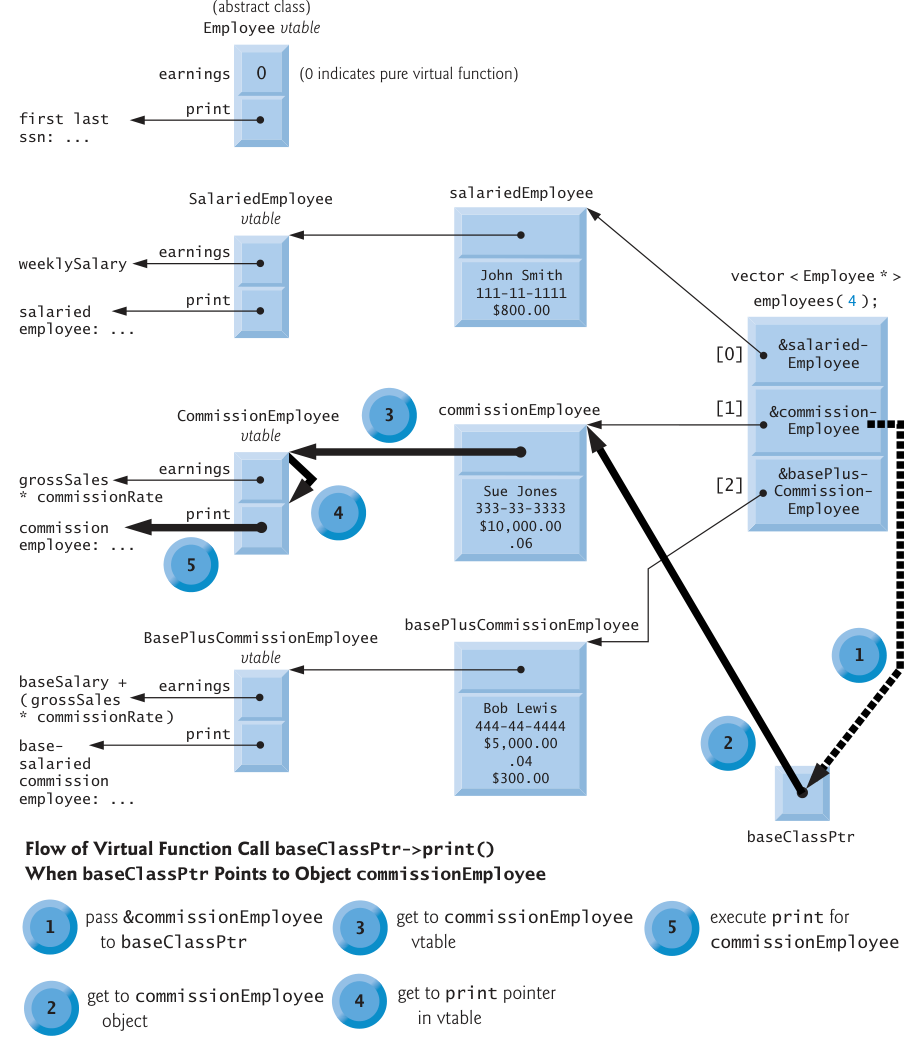 (abstract class)
Employee vtable
earnings
0
(0 indicates pure virtual function)
print
first last
ssn: ...
SalariedEmployee
vtable
earnings
weeklySalary
print
salaried
employee: ...
salariedEmployee
John Smith
111-11-1111
$800.00
vector < Employee * >
employees( 4 );
[0]
&salaried-
Employee
[1]
&commission-
Employee
[2]
&basePlus-
Commission-
Employee
CommissionEmployee
vtable
3
earnings
grossSales
* commissionRate
print
commission
employee: ...
4
5
commissionEmployee
Sue Jones
333-33-3333
$10,000.00
.06
BasePlusCommissionEmployee
vtable
earnings
baseSalary +
(grossSales
* commissionRate)
print
base-
salaried
commission
employee: ...
basePlusCommissionEmployee
Bob Lewis
444-44-4444
$5,000.00
.04
$300.00
1
2
baseClassPtr
Flow of Virtual Function Call baseClassPtr->print()
When baseClassPtr Points to Object commissionEmployee
1
pass &commissionEmployee
to baseClassPtr
2
get to commissionEmployee
object
3
get to commissionEmployee
vtable
4
get to print pointer
in vtable
5
execute print for
commissionEmployee